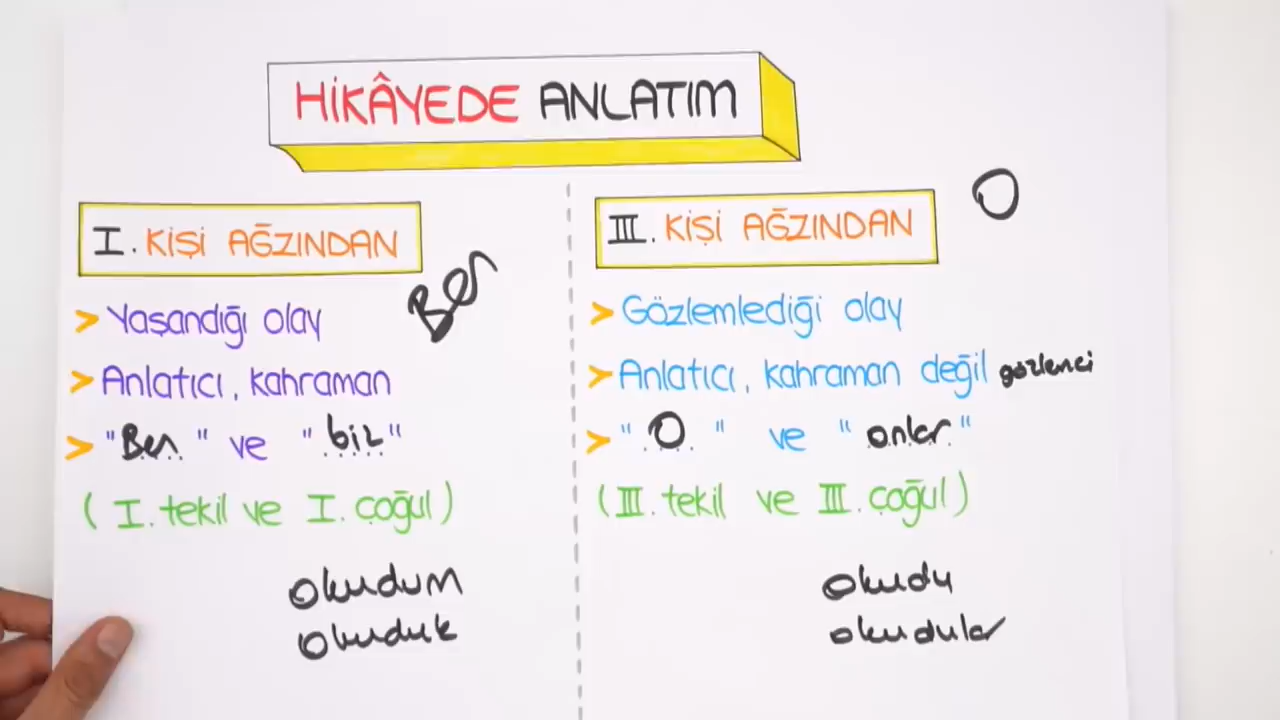 HİKÂYEDE ANLATIM
I. KİŞİ AĞZINDAN
Ben
> Yaşandığı olay
> Anlatıcı, kahraman
> "Ben" ve "biz"
(I. tekil ve I. çoğul)
okudum
okuduk
III. KİŞİ AĞZINDAN
O
> Gözlemlediği olay
> Anlatıcı, kahraman değil gözlenci
> "O" ve "onlar"
(III. tekil ve III. çoğul)
okudu
okudular